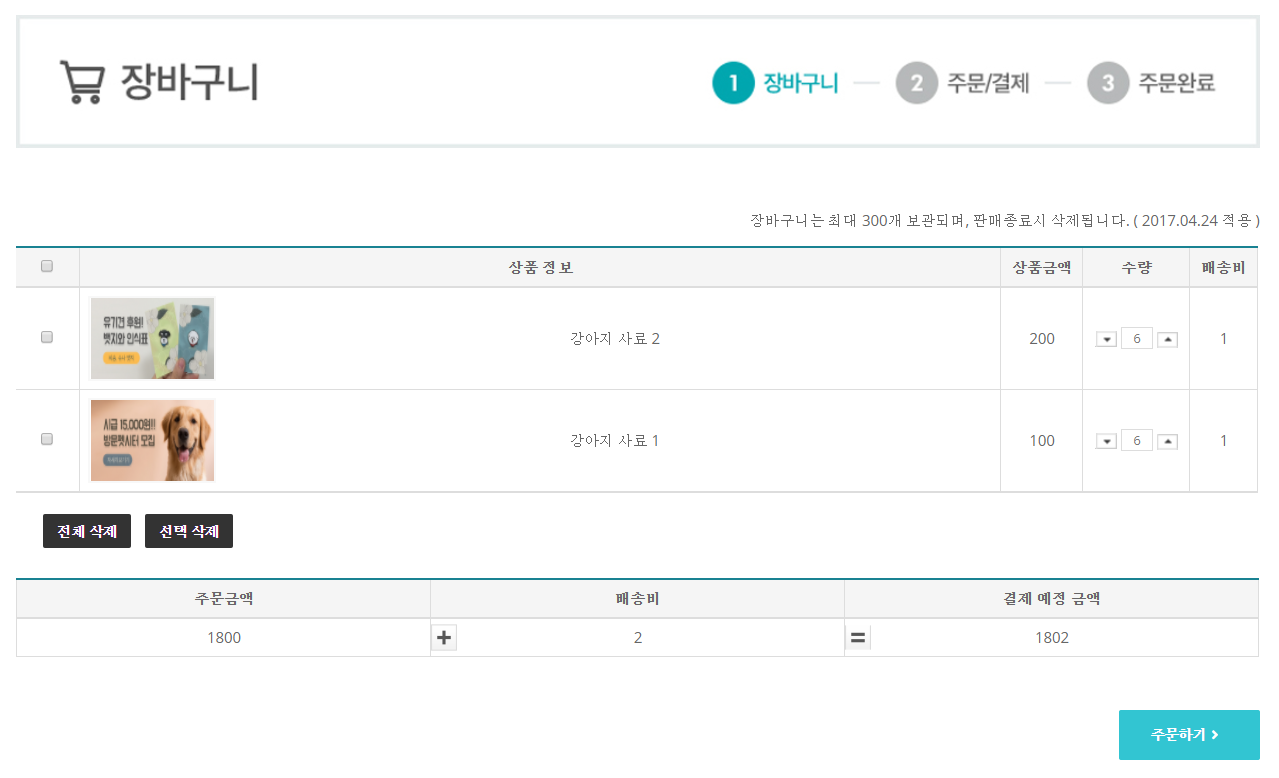 장바구니
1 장바구니 2 주문/결제 3 주문완료
장바구니는 최대 300개 보관되며, 판매종료시 삭제됩니다. ( 2017.04.24 적용 )
상품 정보 상품금액 수량 배송비
유기견 후원!
뱃지와 인식표
강아지 사료 2 200 6 1
시급 15,000원!!
방문펫시터 모집
강아지 사료 1 100 6 1
전체 삭제 선택 삭제
주문금액 배송비 결제 예정 금액
1800 + 2 = 1802
주문하기 >